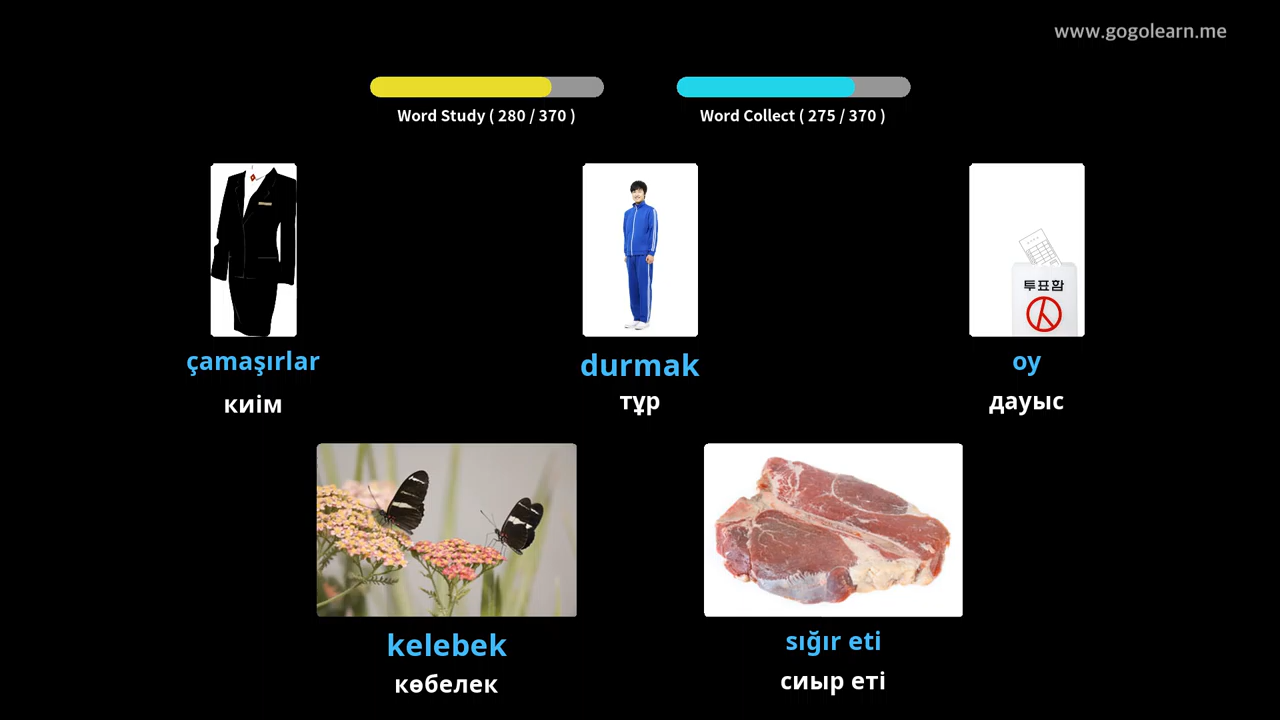 www.gogolearn.me
Word Study ( 280 / 370 )
Word Collect ( 275 / 370 )
투표함
çamaşırlar
durmak
oy
киім
тұр
дауыс
kelebek
sığır eti
көбелек
сиыр еті